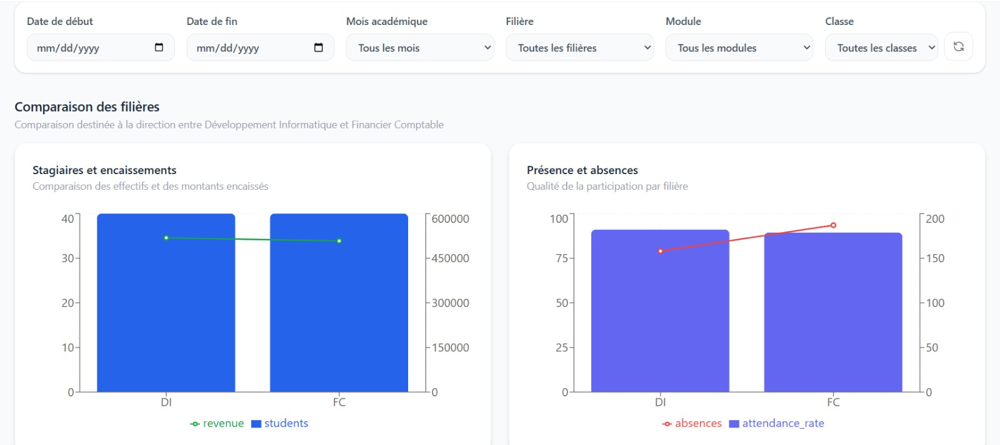 Date de début Date de fin Mois académique Filière Module Classe
mm/dd/yyyy mm/dd/yyyy Tous les mois Toutes les filières Tous les modules Toutes les classes
Comparaison des filières
Comparaison destinée à la direction entre Développement Informatique et Financier Comptable
Stagiaires et encaissements
Comparaison des effectifs et des montants encaissés
40 600000
30 450000
20 300000
10 150000
0 0
DI FC
revenue students
Présence et absences
Qualité de la participation par filière
100 200
75 150
50 100
25 50
0 0
DI FC
absences attendance_rate